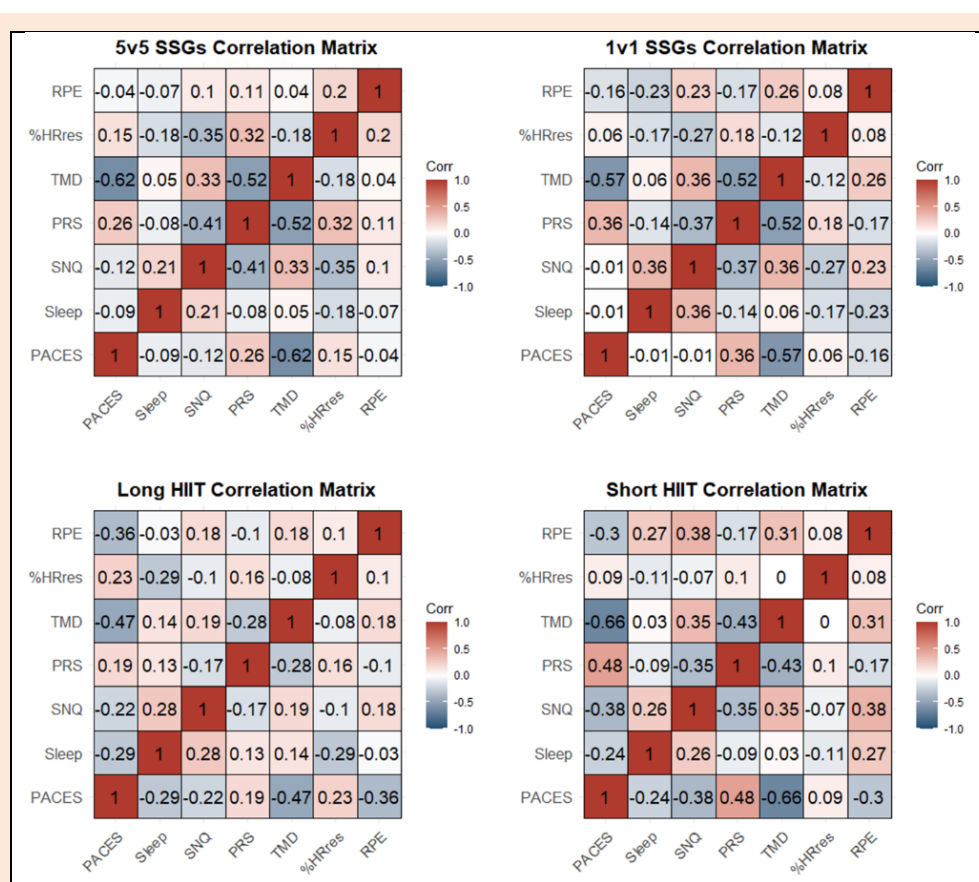 5v5 SSGs Correlation Matrix
RPE -0.04 -0.07 0.1 0.11 0.04 0.2 1
%HRres 0.15 -0.18 -0.35 0.32 -0.18 1 0.2
TMD -0.62 0.05 0.33 -0.52 1 -0.18 0.04
PRS 0.26 -0.08 -0.41 1 -0.52 0.32 0.11
SNQ -0.12 0.21 1 -0.41 0.33 -0.35 0.1
Sleep -0.09 1 0.21 -0.08 0.05 -0.18 -0.07
PACES 1 -0.09 -0.12 0.26 -0.62 0.15 -0.04
PACES Sleep SNQ PRS TMD %HRres RPE
Corr
1.0
0.5
0.0
-0.5
-1.0
1v1 SSGs Correlation Matrix
RPE -0.16 -0.23 0.23 -0.17 0.26 0.08 1
%HRres 0.06 -0.17 -0.27 0.18 -0.12 1 0.08
TMD -0.57 0.06 0.36 -0.52 1 -0.12 0.26
PRS 0.36 -0.14 -0.37 1 -0.52 0.18 -0.17
SNQ -0.01 0.36 1 -0.37 0.36 -0.27 0.23
Sleep -0.01 1 0.36 -0.14 0.06 -0.17 -0.23
PACES 1 -0.01 -0.01 0.36 -0.57 0.06 -0.16
PACES Sleep SNQ PRS TMD %HRres RPE
Corr
1.0
0.5
0.0
-0.5
-1.0
Long HIIT Correlation Matrix
RPE -0.36 -0.03 0.18 -0.1 0.18 0.1 1
%HRres 0.23 -0.29 -0.1 0.16 -0.08 1 0.1
TMD -0.47 0.14 0.19 -0.28 1 -0.08 0.18
PRS 0.19 0.13 -0.17 1 -0.28 0.16 -0.1
SNQ -0.22 0.28 1 -0.17 0.19 -0.1 0.18
Sleep -0.29 1 0.28 0.13 0.14 -0.29 -0.03
PACES 1 -0.29 -0.22 0.19 -0.47 0.23 -0.36
PACES Sleep SNQ PRS TMD %HRres RPE
Corr
1.0
0.5
0.0
-0.5
-1.0
Short HIIT Correlation Matrix
RPE -0.3 0.27 0.38 -0.17 0.31 0.08 1
%HRres 0.09 -0.11 -0.07 0.1 0 1 0.08
TMD -0.66 0.03 0.35 -0.43 1 0 0.31
PRS 0.48 -0.09 -0.35 1 -0.43 0.1 -0.17
SNQ -0.38 0.26 1 -0.35 0.35 -0.07 0.38
Sleep -0.24 1 0.26 -0.09 0.03 -0.11 0.27
PACES 1 -0.24 -0.38 0.48 -0.66 0.09 -0.3
PACES Sleep SNQ PRS TMD %HRres RPE
Corr
1.0
0.5
0.0
-0.5
-1.0